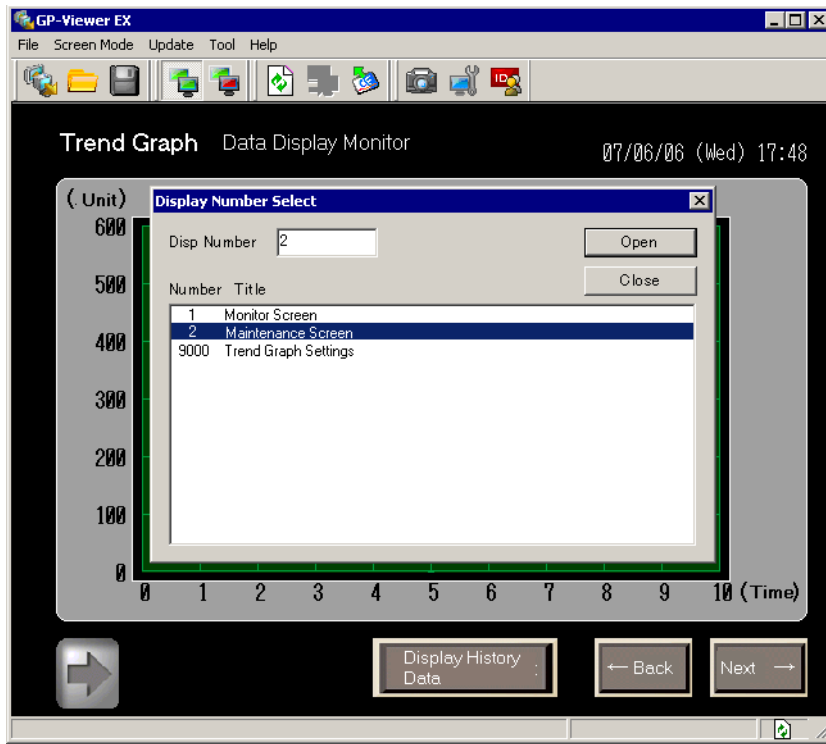 GP-Viewer EX
File Screen Mode Update Tool Help
ID
Trend Graph Data Display Monitor
07/06/06 (Wed) 17:48
(. Unit)
Display Number Select
Disp Number 2
Open
Close
Number Title
1 Monitor Screen
2 Maintenance Screen
9000 Trend Graph Settings
600
500
400
300
200
100
0
0 1 2 3 4 5 6 7 8 9 10 (Time)
Display History :
Data
← Back
Next →